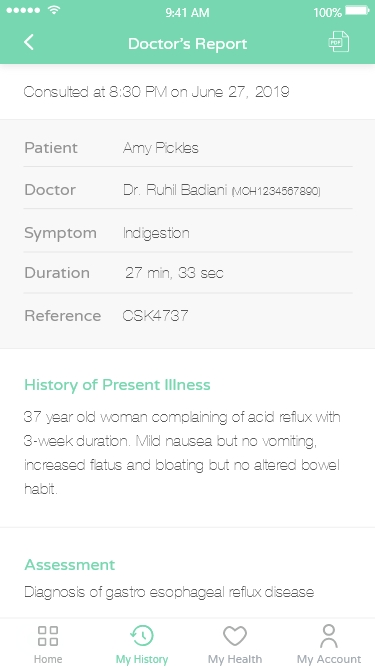 9:41 AM
100%
Doctor's Report
PDF
Consulted at 8:30 PM on June 27, 2019
Patient Amy Pickles
Doctor Dr. Ruhil Badiani (MOH1234567890)
Symptom Indigestion
Duration 27 min, 33 sec
Reference CSK4737
History of Present Illness
37 year old woman complaining of acid reflux with
3-week duration. Mild nausea but no vomiting,
increased flatus and bloating but no altered bowel
habit.
Assessment
Diagnosis of gastro esophageal reflux disease
Home My History My Health My Account